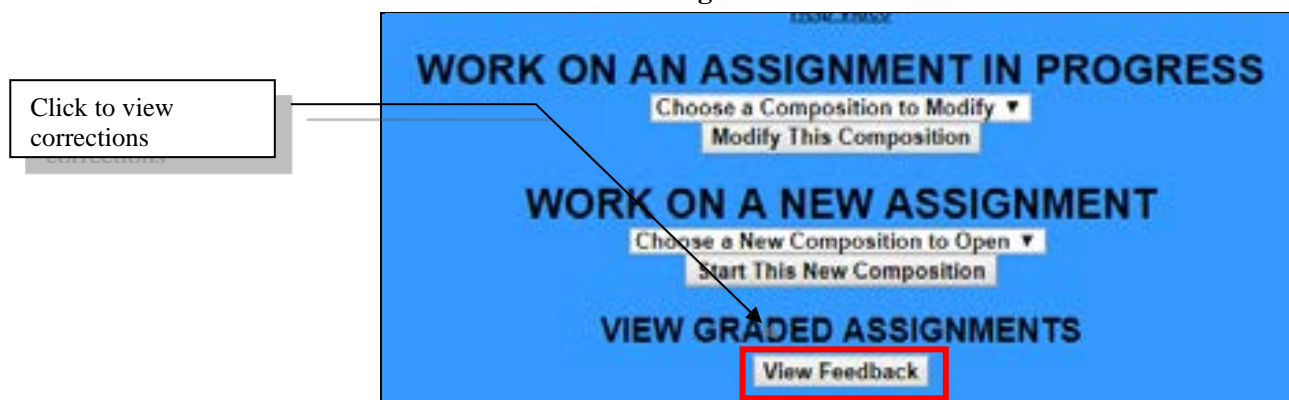 WORK ON AN ASSIGNMENT IN PROGRESS
Choose a Composition to Modify ▼
Modify This Composition
Click to view
corrections
WORK ON A NEW ASSIGNMENT
Choose a New Composition to Open ▼
Start This New Composition
VIEW GRADED ASSIGNMENTS
View Feedback